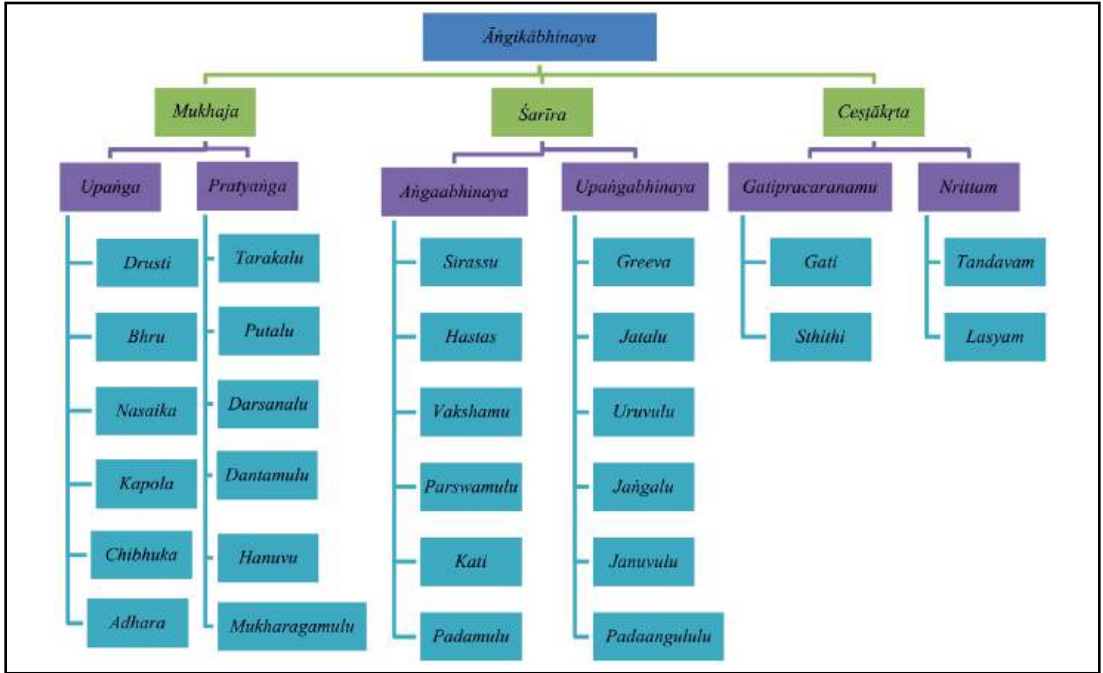 Āṅgikābhinaya
Mukhaja
Śarīra
Ceṣṭākṛta
Upaṅga
Pratyaṅga
Aṅgaabhinaya
Upaṅgabhinaya
Gatipracaranamu
Nrittam
Drusti
Tarakalu
Sirassu
Greeva
Gati
Tandavam
Bhru
Putalu
Hastas
Jatalu
Sthithi
Lasyam
Nasaika
Darsanalu
Vakshamu
Uruvulu
Kapola
Dantamulu
Parswamulu
Jaṅgalu
Chibhuka
Hanuvu
Kati
Januvulu
Adhara
Mukharagamulu
Padamulu
Padaangululu